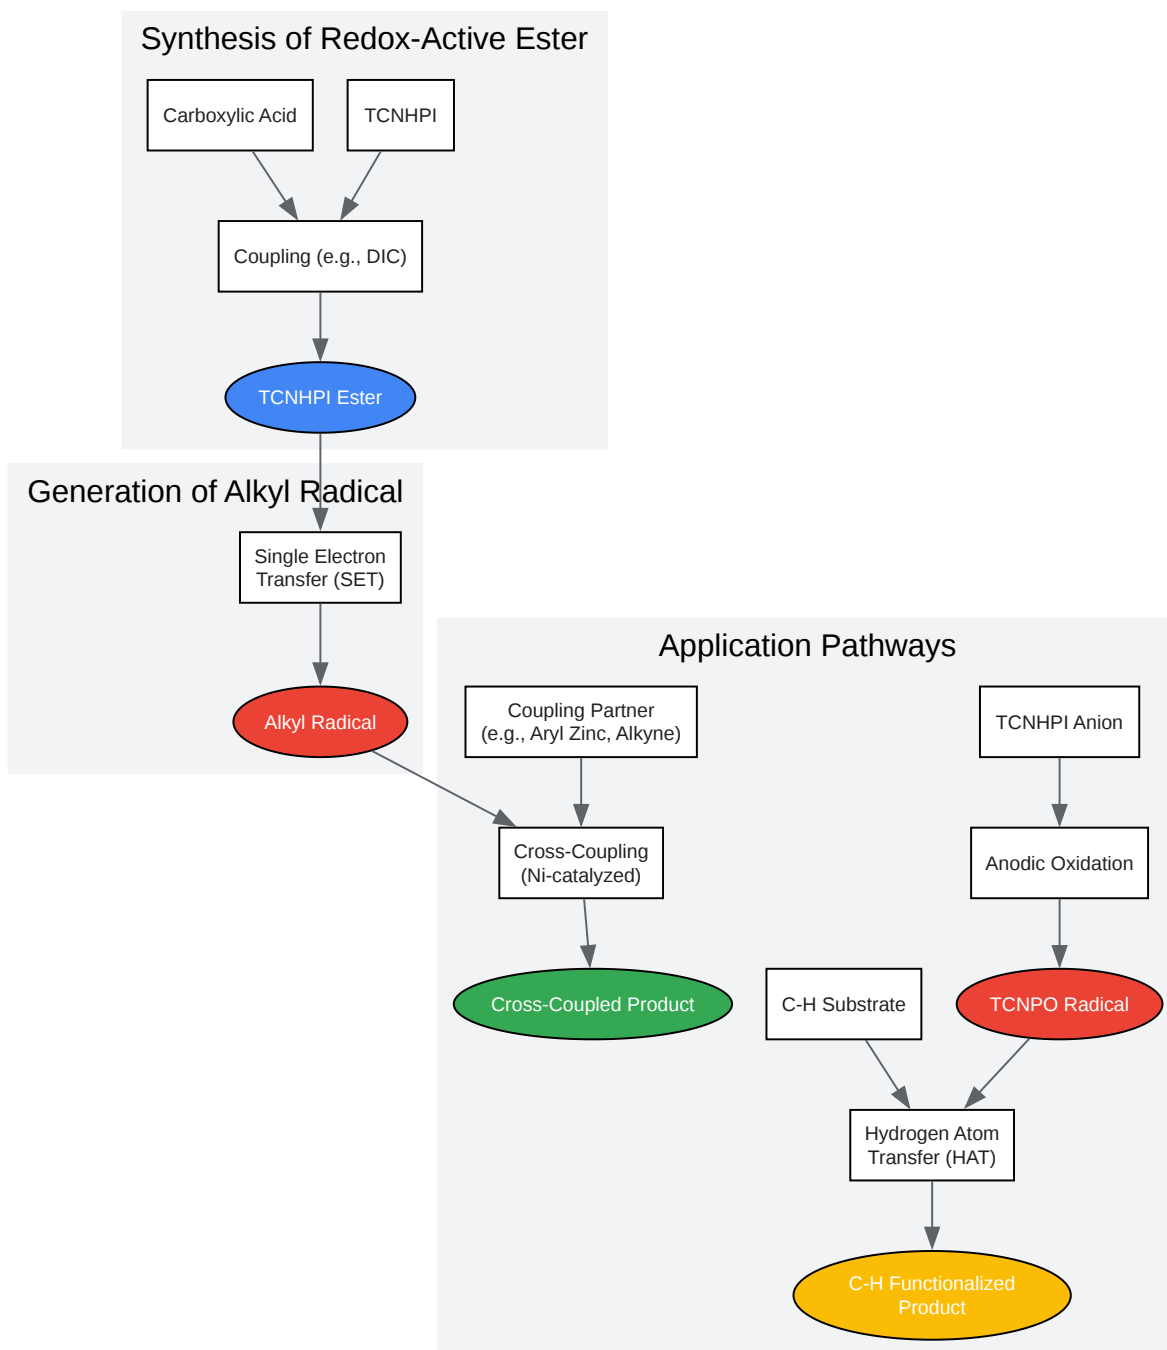 Synthesis of Redox-Active Ester
Carboxylic Acid
TCNHPI
Coupling (e.g., DIC)
TCNHPI Ester
Generation of Alkyl Radical
Single Electron
Transfer (SET)
Alkyl Radical
Application Pathways
Coupling Partner
(e.g., Aryl Zinc, Alkyne)
TCNHPI Anion
Cross-Coupling
(Ni-catalyzed)
Anodic Oxidation
Cross-Coupled Product
C-H Substrate
TCNPO Radical
Hydrogen Atom
Transfer (HAT)
C-H Functionalized
Product